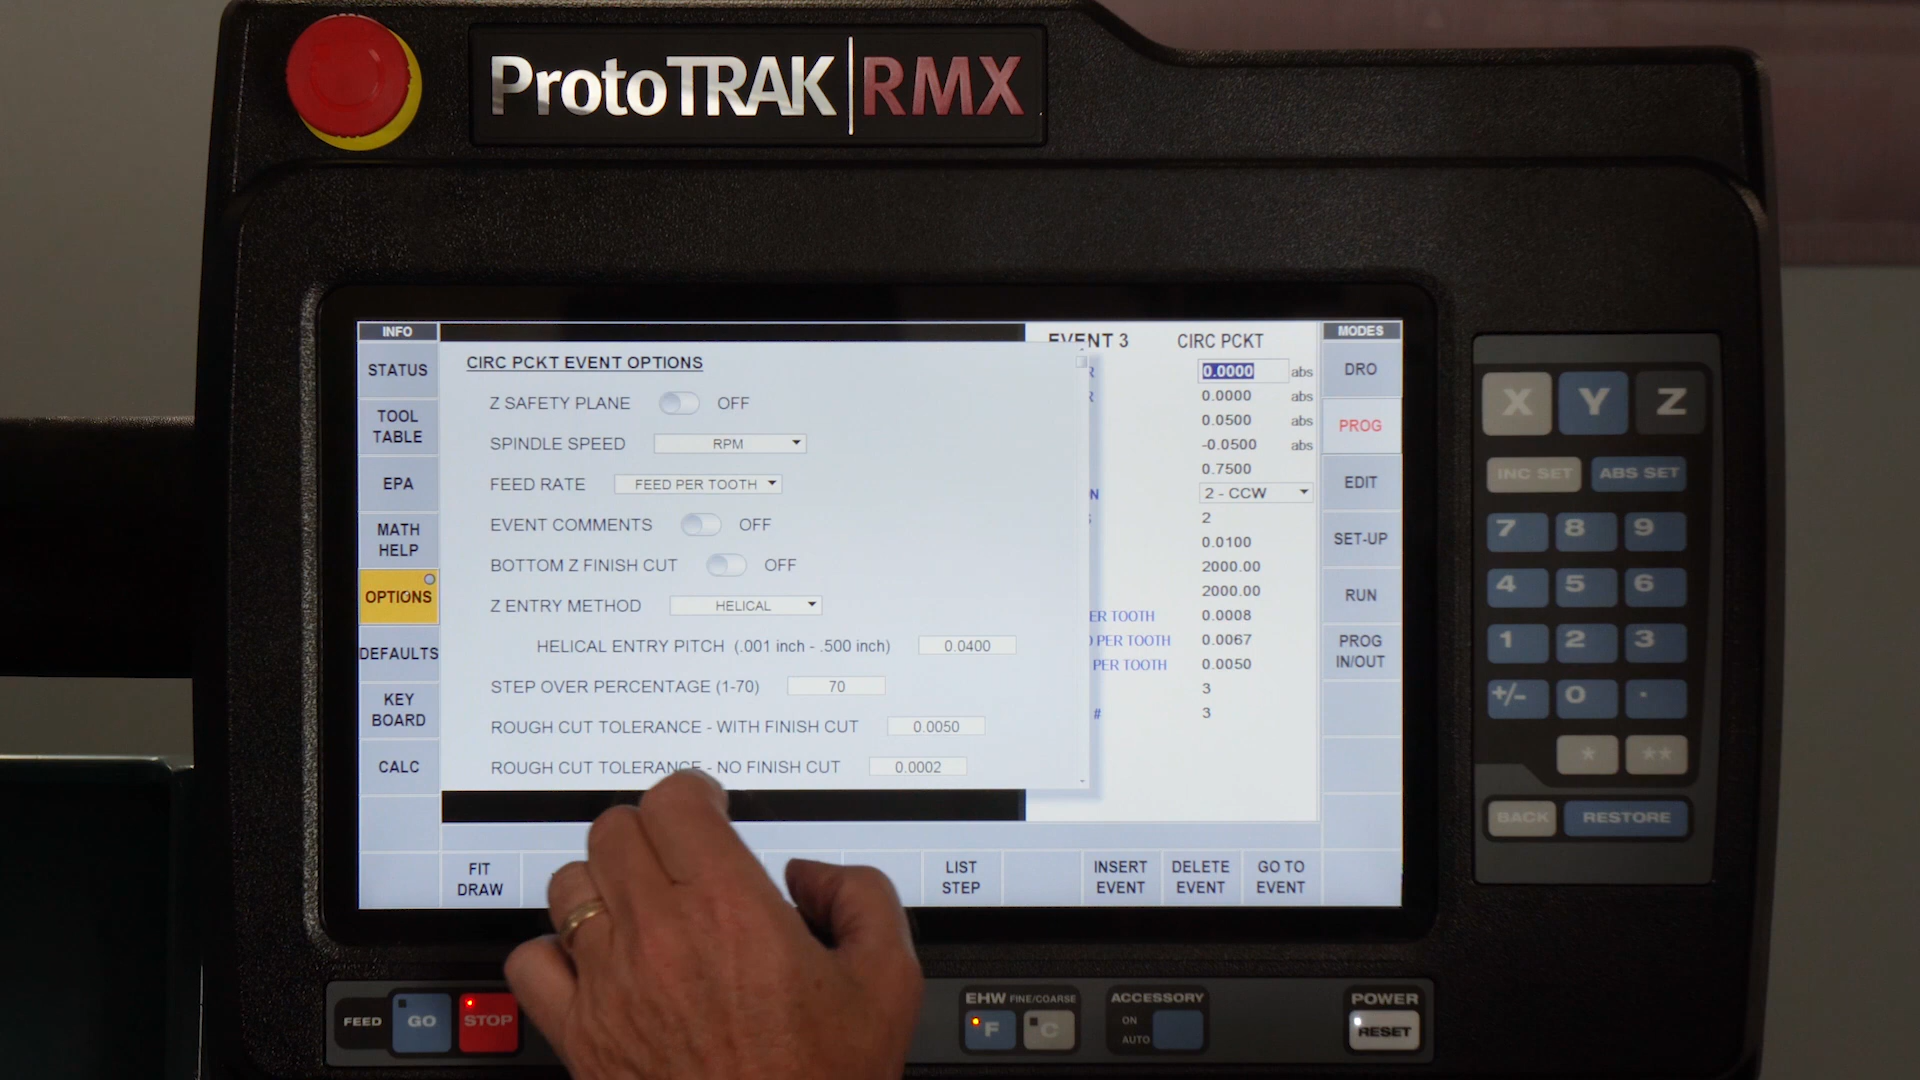 ProtoTRAK RMX
INFO
STATUS
TOOL
TABLE
EPA
MATH
HELP
OPTIONS
DEFAULTS
KEY
BOARD
CALC
CIRC PCKT EVENT OPTIONS
Z SAFETY PLANE OFF
SPINDLE SPEED RPM
FEED RATE FEED PER TOOTH
EVENT COMMENTS OFF
BOTTOM Z FINISH CUT OFF
Z ENTRY METHOD HELICAL
HELICAL ENTRY PITCH (.001 inch - .500 inch) 0.0400
STEP OVER PERCENTAGE (1-70) 70
ROUGH CUT TOLERANCE - WITH FINISH CUT 0.0050
ROUGH CUT TOLERANCE - NO FINISH CUT 0.0002
EVENT 3 CIRC PCKT
0.0000 abs
0.0000 abs
0.0500 abs
-0.0500 abs
0.7500
N 2 - CCW
2
0.0100
2000.00
2000.00
ER TOOTH 0.0008
PER TOOTH 0.0067
PER TOOTH 0.0050
3
# 3
MODES
DRO
PROG
EDIT
SET-UP
RUN
PROG
IN/OUT
FIT
DRAW
LIST
STEP
INSERT
EVENT
DELETE
EVENT
GO TO
EVENT
X Y Z
INC SET ABS SET
7 8 9
4 5 6
1 2 3
+/- 0 .
* **
BACK RESTORE
FEED GO STOP
EHW FINE/COARSE
F C
ACCESSORY
ON
AUTO
POWER
RESET